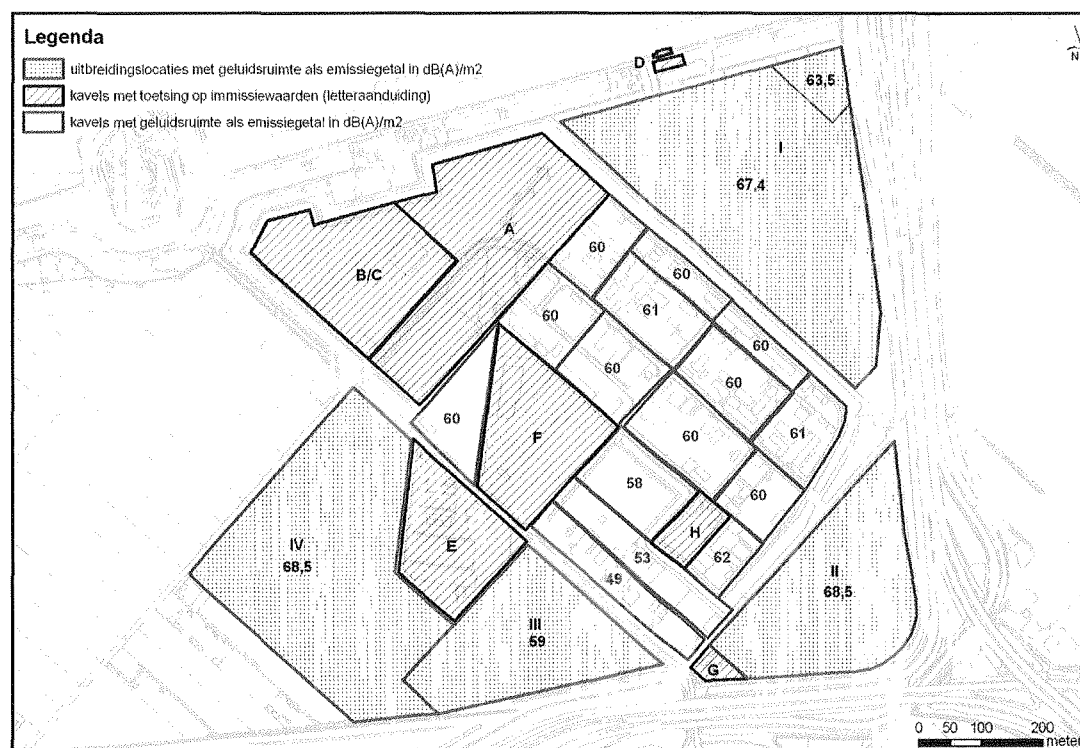 Legenda
uitbreidingslocaties met geluidsruimte als emissiegetal in dB(A)/m2
kavels met toetsing op immissiewaarden (letteraanduiding)
kavels met geluidsruimte als emissiegetal in dB(A)/m2
N
D
63,5
I
67,4
A
B/C
60
60
61
60
60
60
60
60
61
60
F
58
60
H
62
53
49
E
IV
68,5
III
59
II
68,5
G
0 50 100 200
meter